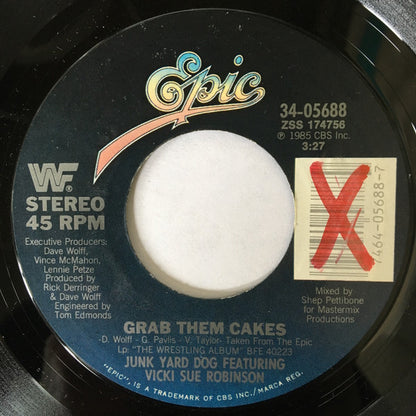 Epic
34-05688
ZSS 174756
Ⓟ 1985 CBS Inc.
3:27
WF®
STEREO
45 RPM
Executive Producers:
Dave Wolff,
Vince McMahon,
Lennie Petze
Produced by
Rick Derringer
& Dave Wolff
Engineered by
Tom Edmonds
X
7464-05688-7
Mixed by
Shep Pettibone
for Mastermix
Productions
GRAB THEM CAKES
-D. Wolff - G. Pavlis - V. Taylor- Taken From The Epic
Lp: "THE WRESTLING ALBUM" BFE 40223
JUNK YARD DOG FEATURING
VICKI SUE ROBINSON
"EPIC", IS A TRADEMARK OF CBS INC./MARCA REG.